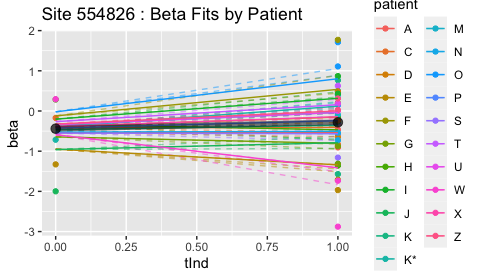 Site 554826 : Beta Fits by Patient
patient
2
1
0
-1
-2
-3
beta
0.00 0.25 0.50 0.75 1.00
tInd
A
C
D
E
F
G
H
I
J
K
K*
M
N
O
P
S
T
U
W
X
Z